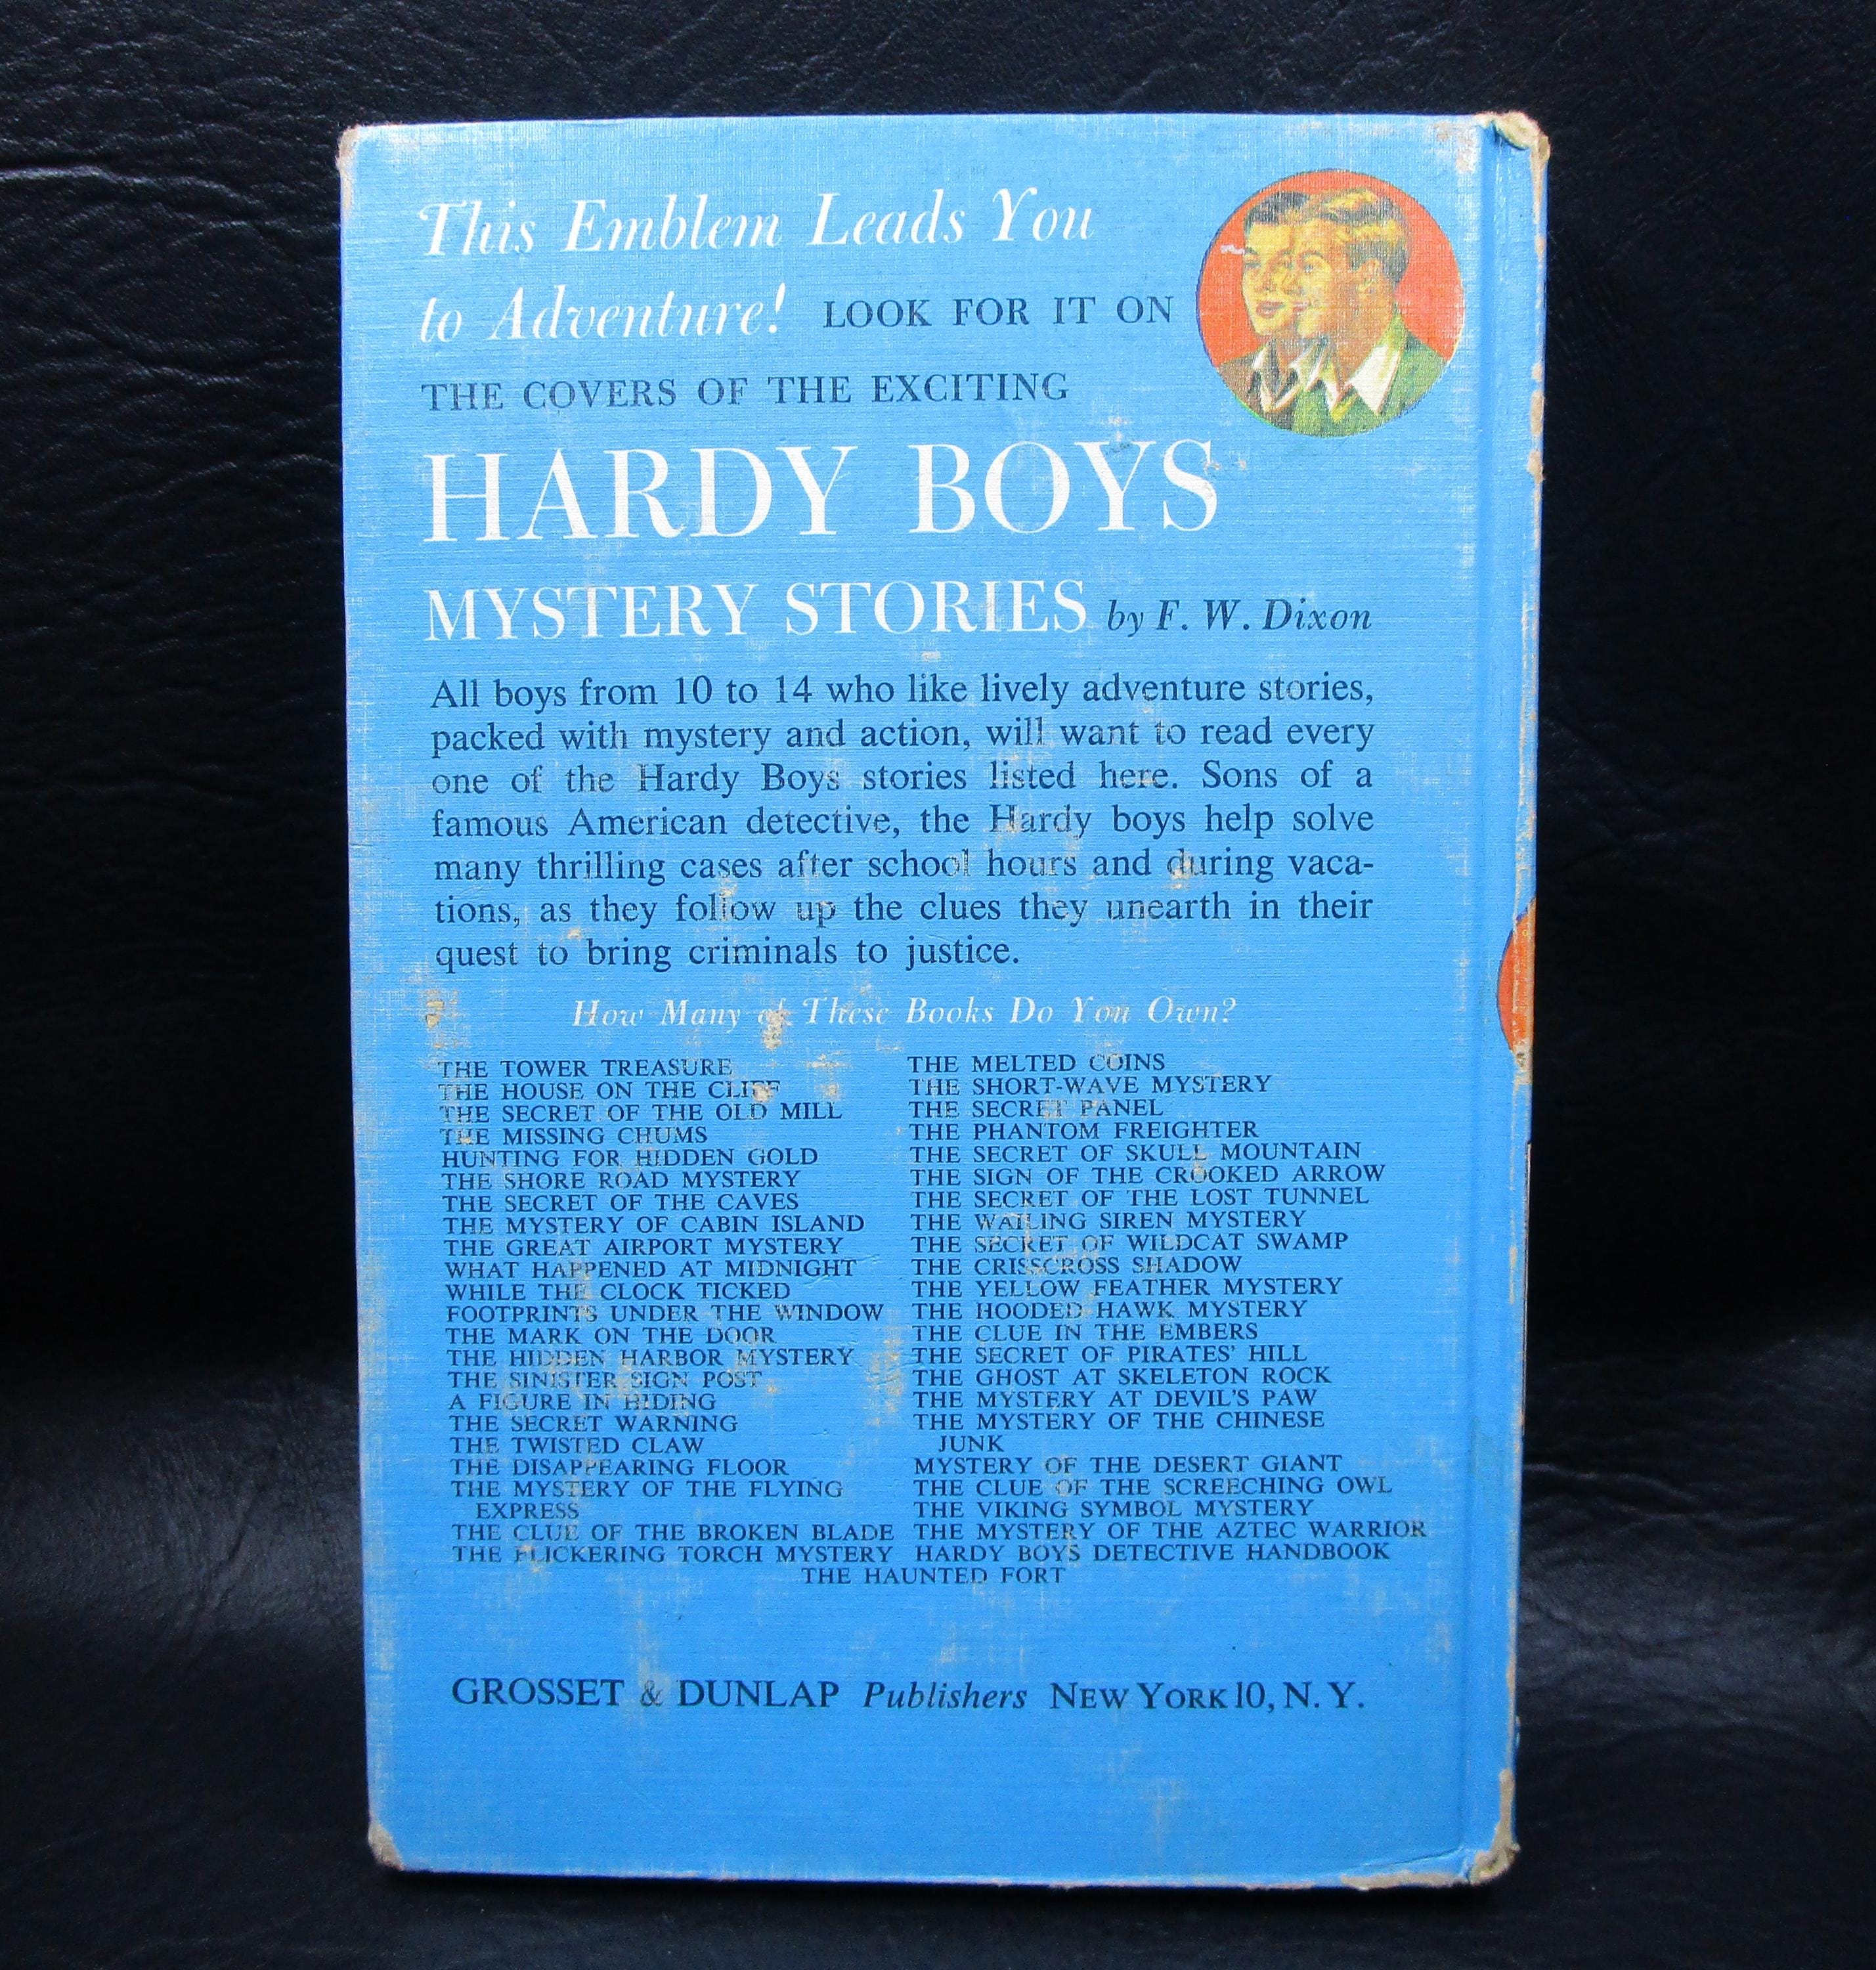 This Emblem Leads You
to Adventure! LOOK FOR IT ON
THE COVERS OF THE EXCITING
HARDY BOYS
MYSTERY STORIES by F. W. Dixon
All boys from 10 to 14 who like lively adventure stories,
packed with mystery and action, will want to read every
one of the Hardy Boys stories listed here. Sons of a
famous American detective, the Hardy boys help solve
many thrilling cases after school hours and during vaca-
tions, as they follow up the clues they unearth in their
quest to bring criminals to justice.
How Many of These Books Do You Own?
THE TOWER TREASURE
THE HOUSE ON THE CLIFF
THE SECRET OF THE OLD MILL
THE MISSING CHUMS
HUNTING FOR HIDDEN GOLD
THE SHORE ROAD MYSTERY
THE SECRET OF THE CAVES
THE MYSTERY OF CABIN ISLAND
THE GREAT AIRPORT MYSTERY
WHAT HAPPENED AT MIDNIGHT
WHILE THE CLOCK TICKED
FOOTPRINTS UNDER THE WINDOW
THE MARK ON THE DOOR
THE HIDDEN HARBOR MYSTERY
THE SINISTER SIGN POST
A FIGURE IN HIDING
THE SECRET WARNING
THE TWISTED CLAW
THE DISAPPEARING FLOOR
THE MYSTERY OF THE FLYING
EXPRESS
THE CLUE OF THE BROKEN BLADE
THE FLICKERING TORCH MYSTERY
THE MELTED COINS
THE SHORT-WAVE MYSTERY
THE SECRET PANEL
THE PHANTOM FREIGHTER
THE SECRET OF SKULL MOUNTAIN
THE SIGN OF THE CROOKED ARROW
THE SECRET OF THE LOST TUNNEL
THE WAILING SIREN MYSTERY
THE SECRET OF WILDCAT SWAMP
THE CRISSCROSS SHADOW
THE YELLOW FEATHER MYSTERY
THE HOODED HAWK MYSTERY
THE CLUE IN THE EMBERS
THE SECRET OF PIRATES' HILL
THE GHOST AT SKELETON ROCK
THE MYSTERY AT DEVIL'S PAW
THE MYSTERY OF THE CHINESE
JUNK
MYSTERY OF THE DESERT GIANT
THE CLUE OF THE SCREECHING OWL
THE VIKING SYMBOL MYSTERY
THE MYSTERY OF THE AZTEC WARRIOR
HARDY BOYS DETECTIVE HANDBOOK
THE HAUNTED FORT
GROSSET & DUNLAP Publishers NEW YORK 10, N. Y.